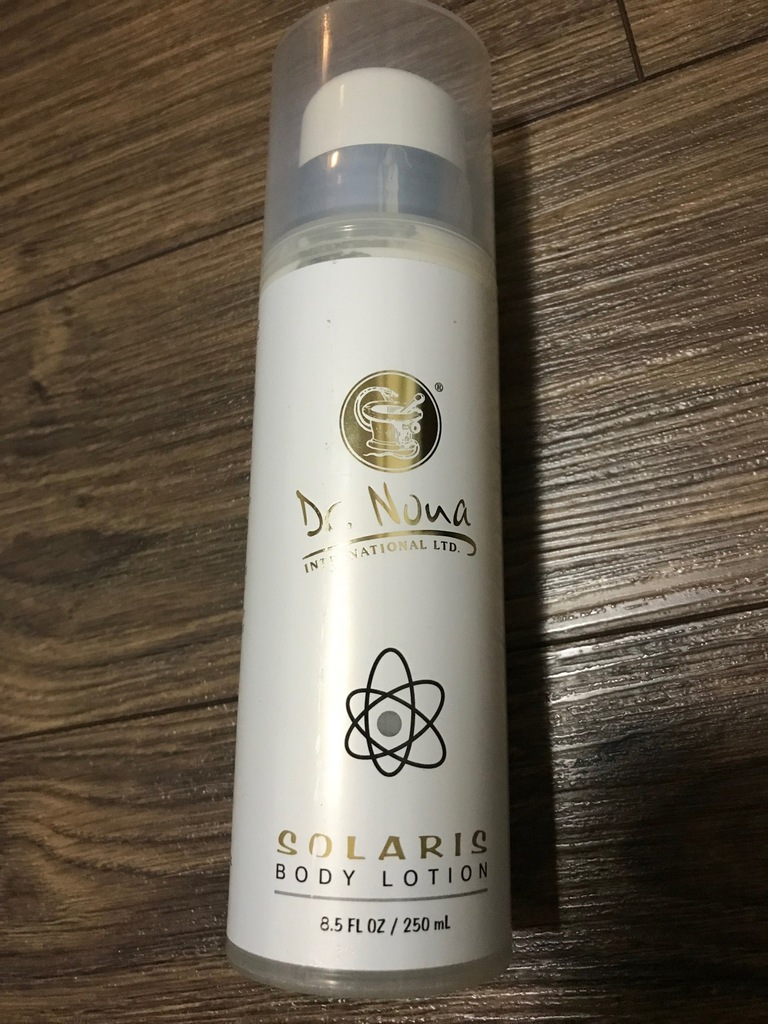 ®
Dr. Nona
INTERNATIONAL LTD.
SOLARIS
BODY LOTION
8.5 FL OZ / 250 mL